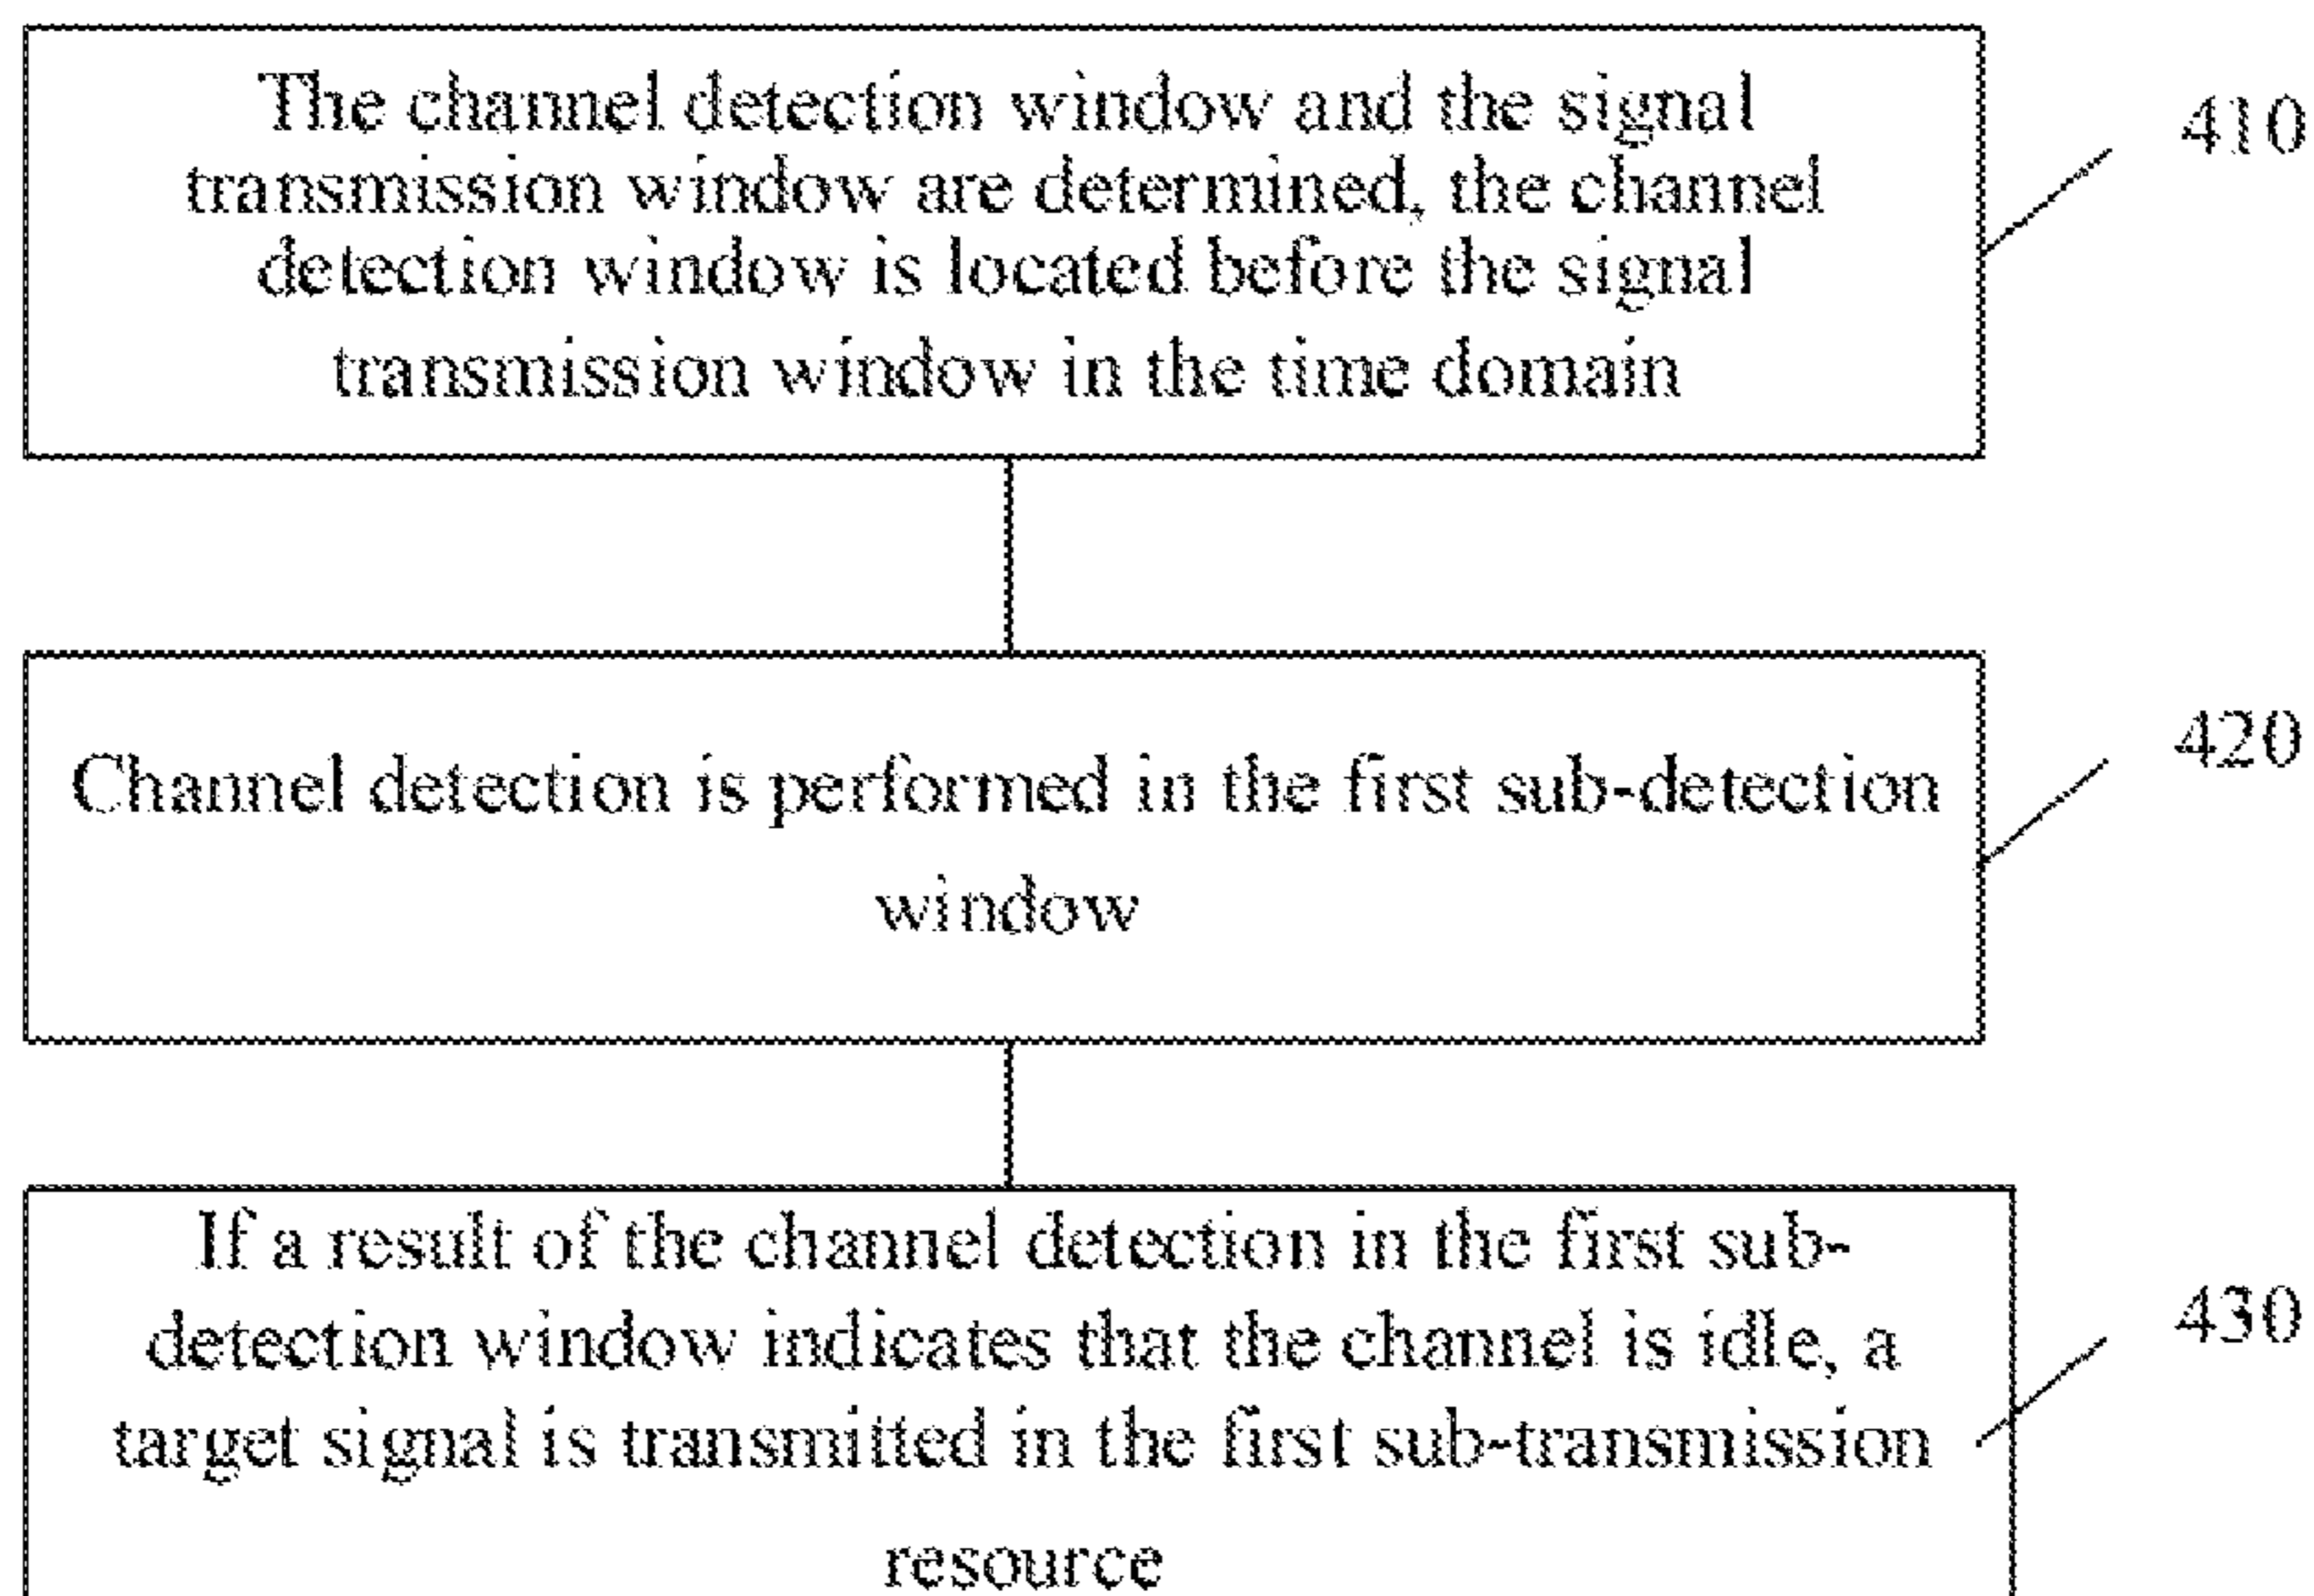 The channel detection window and the signal
transmission window are determined, the channel
detection window is located before the signal
transmission window in the time domain
410
Channel detection is performed in the first sub-detection
window
420
If a result of the channel detection in the first sub-
detection window indicates that the channel is idle, a
target signal is transmitted in the first sub-transmission
resource
430